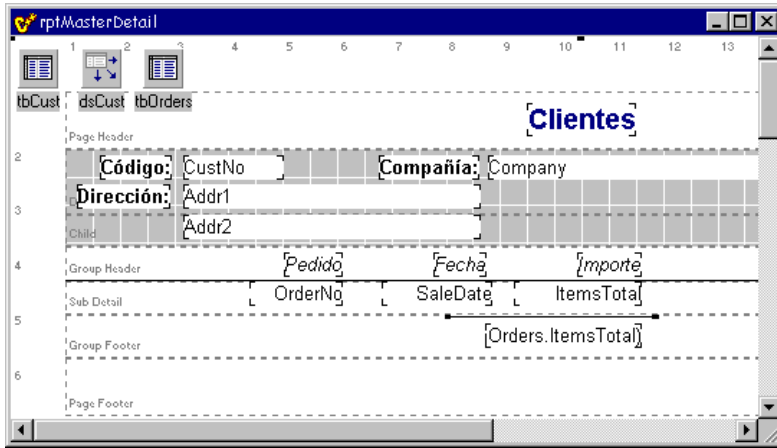 rptMasterDetail
1 2 3 4 5 6 7 8 9 10 11 12 13
tbCust dsCust tbOrders
Clientes
Page Header
2
Código: CustNo Compañía: Company
Dirección: Addr1
3
Addr2
Child
4
Group Header Pedido Fecha Importe
Sub Detail OrderNo SaleDate ItemsTotal
5
Group Footer (Orders.ItemsTotal)
6
Page Footer